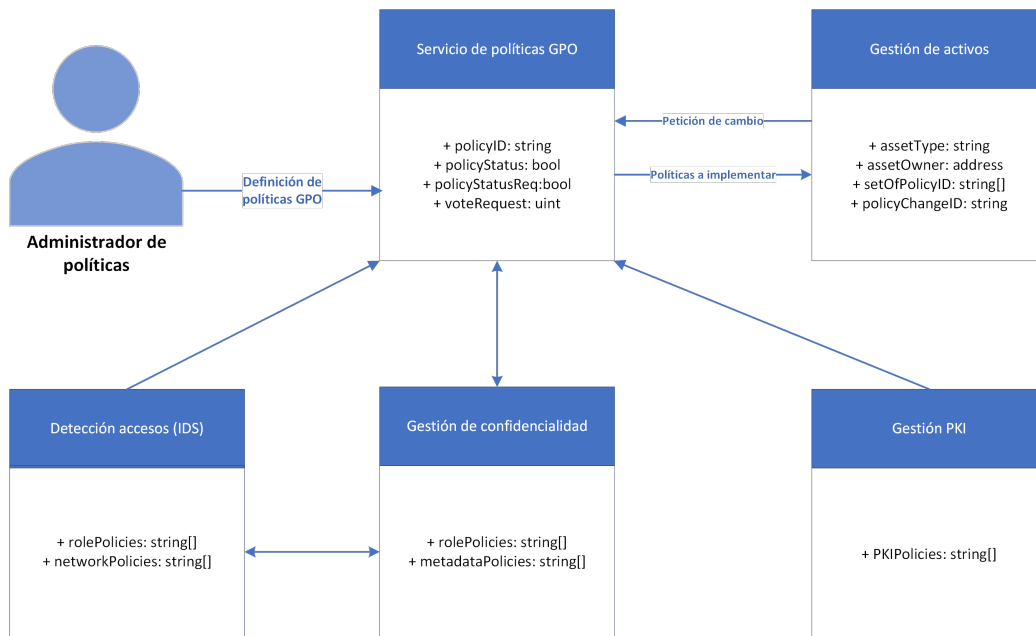 Servicio de políticas GPO
Gestión de activos
Petición de cambio
+ policyID: string
+ policyStatus: bool
+ policyStatusReq:bool
+ voteRequest: uint
+ assetType: string
+ assetOwner: address
+ setOfPolicyID: string[]
+ policyChangeID: string
Políticas a implementar
Definición de
políticas GPO
Administrador de
políticas
Detección accesos (IDS)
Gestión de confidencialidad
Gestión PKI
+ rolePolicies: string[]
+ networkPolicies: string[]
+ rolePolicies: string[]
+ metadataPolicies: string[]
+ PKIPolicies: string[]